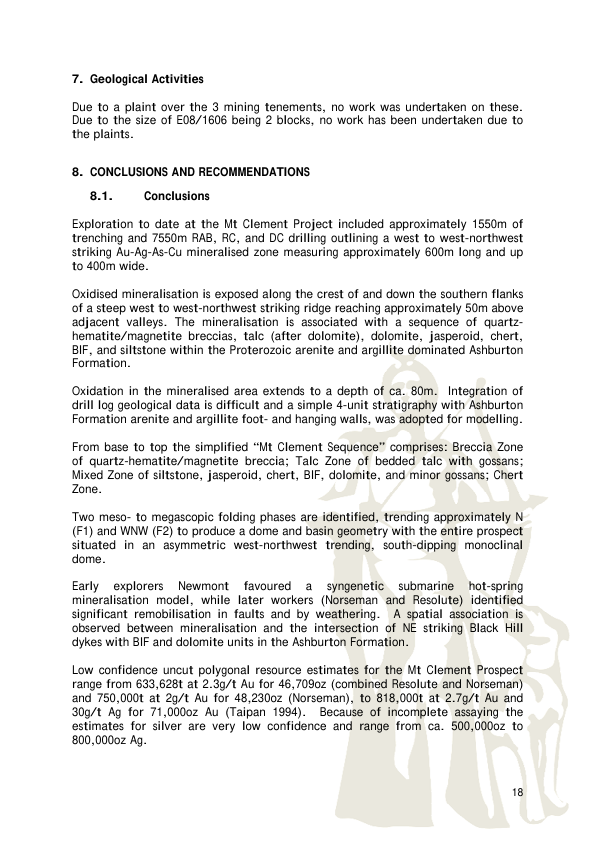 7. Geological Activities
Due to a plaint over the 3 mining tenements, no work was undertaken on these.
Due to the size of E08/1606 being 2 blocks, no work has been undertaken due to
the plaints.
8. CONCLUSIONS AND RECOMMENDATIONS
8.1. Conclusions
Exploration to date at the Mt Clement Project included approximately 1550m of
trenching and 7550m RAB, RC, and DC drilling outlining a west to west-northwest
striking Au-Ag-As-Cu mineralised zone measuring approximately 600m long and up
to 400m wide.
Oxidised mineralisation is exposed along the crest of and down the southern flanks
of a steep west to west-northwest striking ridge reaching approximately 50m above
adjacent valleys. The mineralisation is associated with a sequence of quartz-
hematite/magnetite breccias, talc (after dolomite), dolomite, jasperoid, chert,
BIF, and siltstone within the Proterozoic arenite and argillite dominated Ashburton
Formation.
Oxidation in the mineralised area extends to a depth of ca. 80m. Integration of
drill log geological data is difficult and a simple 4-unit stratigraphy with Ashburton
Formation arenite and argillite foot- and hanging walls, was adopted for modelling.
From base to top the simplified “Mt Clement Sequence” comprises: Breccia Zone
of quartz-hematite/magnetite breccia; Talc Zone of bedded talc with gossans;
Mixed Zone of siltstone, jasperoid, chert, BIF, dolomite, and minor gossans; Chert
Zone.
Two meso- to megascopic folding phases are identified, trending approximately N
(F1) and WNW (F2) to produce a dome and basin geometry with the entire prospect
situated in an asymmetric west-northwest trending, south-dipping monoclinal
dome.
Early explorers Newmont favoured a syngenetic submarine hot-spring
mineralisation model, while later workers (Norseman and Resolute) identified
significant remobilisation in faults and by weathering. A spatial association is
observed between mineralisation and the intersection of NE striking Black Hill
dykes with BIF and dolomite units in the Ashburton Formation.
Low confidence uncut polygonal resource estimates for the Mt Clement Prospect
range from 633,628t at 2.3g/t Au for 46,709oz (combined Resolute and Norseman)
and 750,000t at 2g/t Au for 48,230oz (Norseman), to 818,000t at 2.7g/t Au and
30g/t Ag for 71,000oz Au (Taipan 1994). Because of incomplete assaying the
estimates for silver are very low confidence and range from ca. 500,000oz to
800,000oz Ag.
18